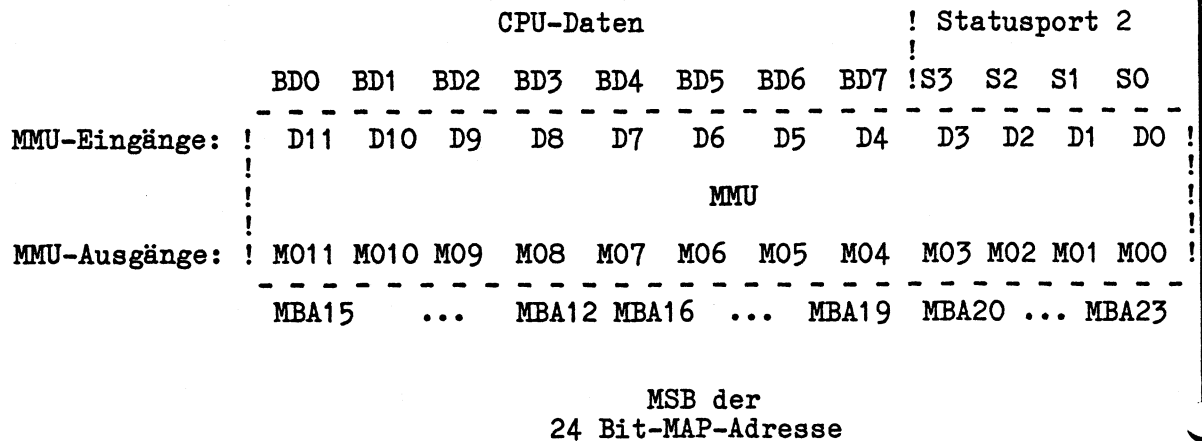 CPU-Daten ! Statusport 2
!
BD0 BD1 BD2 BD3 BD4 BD5 BD6 BD7 !S3 S2 S1 S0
- - - - - - - - - - - - - - - - - - - - - - - - - - - - -
MMU-Eingänge: ! D11 D10 D9 D8 D7 D6 D5 D4 D3 D2 D1 D0 !
! !
! MMU !
! !
MMU-Ausgänge: ! MO11 MO10 MO9 MO8 MO7 MO6 MO5 MO4 MO3 MO2 MO1 MO0 !
- - - - - - - - - - - - - - - - - - - - - - - - - - - - -
MBA15 ... MBA12 MBA16 ... MBA19 MBA20 ... MBA23
MSB der
24 Bit-MAP-Adresse